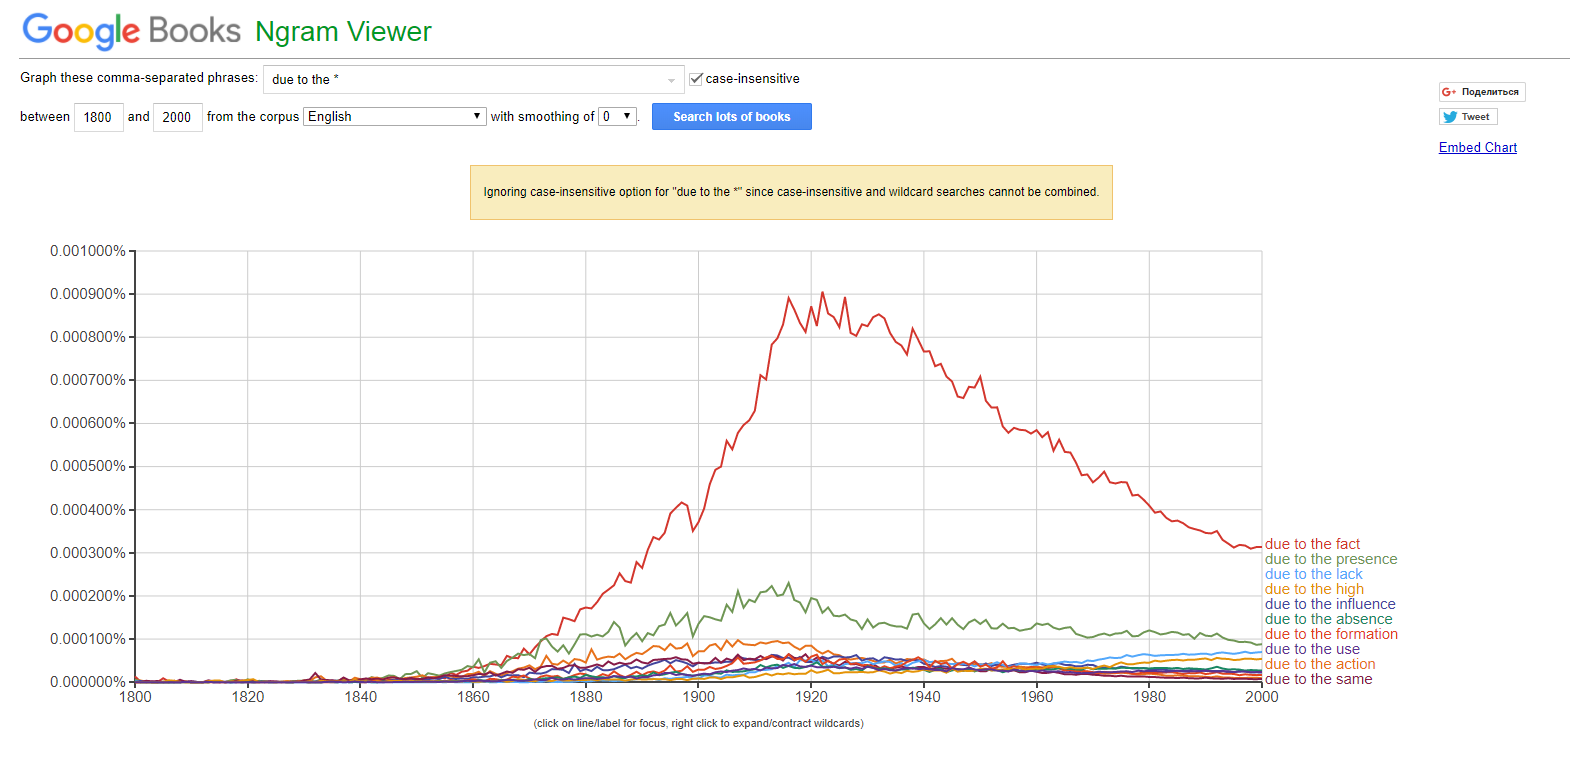 Google Books Ngram Viewer
Graph these comma-separated phrases: due to the * case-insensitive
between 1800 and 2000 from the corpus English with smoothing of 0 . Search lots of books
G+ Поделиться
Tweet
Embed Chart
Ignoring case-insensitive option for "due to the *" since case-insensitive and wildcard searches cannot be combined.
0.001000%
0.000900%
0.000800%
0.000700%
0.000600%
0.000500%
0.000400%
0.000300%
0.000200%
0.000100%
0.000000%
1800 1820 1840 1860 1880 1900 1920 1940 1960 1980 2000
due to the fact
due to the presence
due to the lack
due to the high
due to the influence
due to the absence
due to the formation
due to the use
due to the action
due to the same
(click on line/label for focus, right click to expand/contract wildcards)